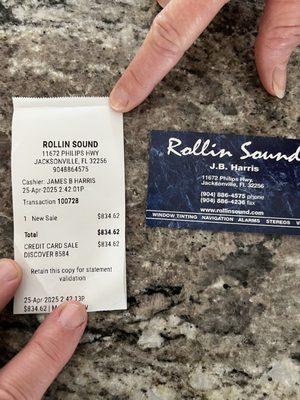 ROLLIN SOUND
11672 PHILIPS HWY
JACKSONVILLE, FL 32256
9048864575
Cashier: JAMES B HARRIS
25-Apr-2025 2:42:01P
Transaction 100728
1 New Sale $834.62
Total $834.62
CREDIT CARD SALE $834.62
DISCOVER 8584
Retain this copy for statement
validation
25-Apr-2025 2:42:13P
$834.62 |
Rollin Sound
J.B. Harris
11672 Philips Hwy.
Jacksonville, FL 32256
(904) 886-4575 phone
(904) 886-4236 fax
www.rollinsound.com
WINDOW TINTING NAVIGATION ALARMS STEREOS